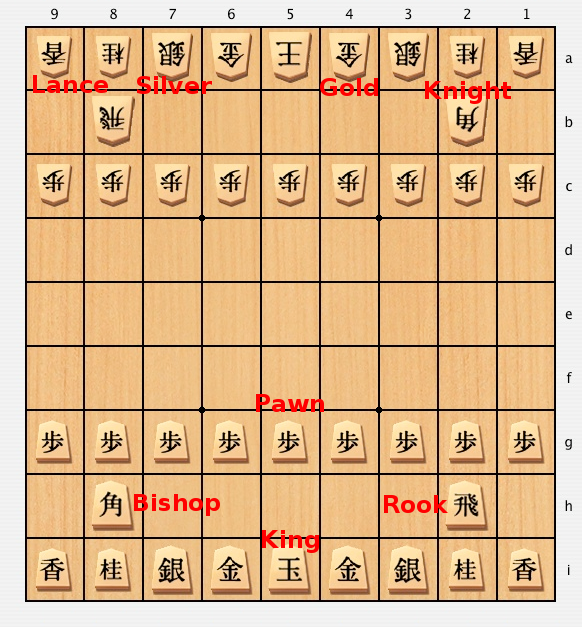 9 8 7 6 5 4 3 2 1
香 桂 銀 金 王 金 銀 桂 香 a
Lance Silver Gold Knight
飛 角 b
歩 歩 歩 歩 歩 歩 歩 歩 歩 c
d
e
f
Pawn
歩 歩 歩 歩 歩 歩 歩 歩 歩 g
角 Bishop Rook 飛 h
King
香 桂 銀 金 玉 金 銀 桂 香 i